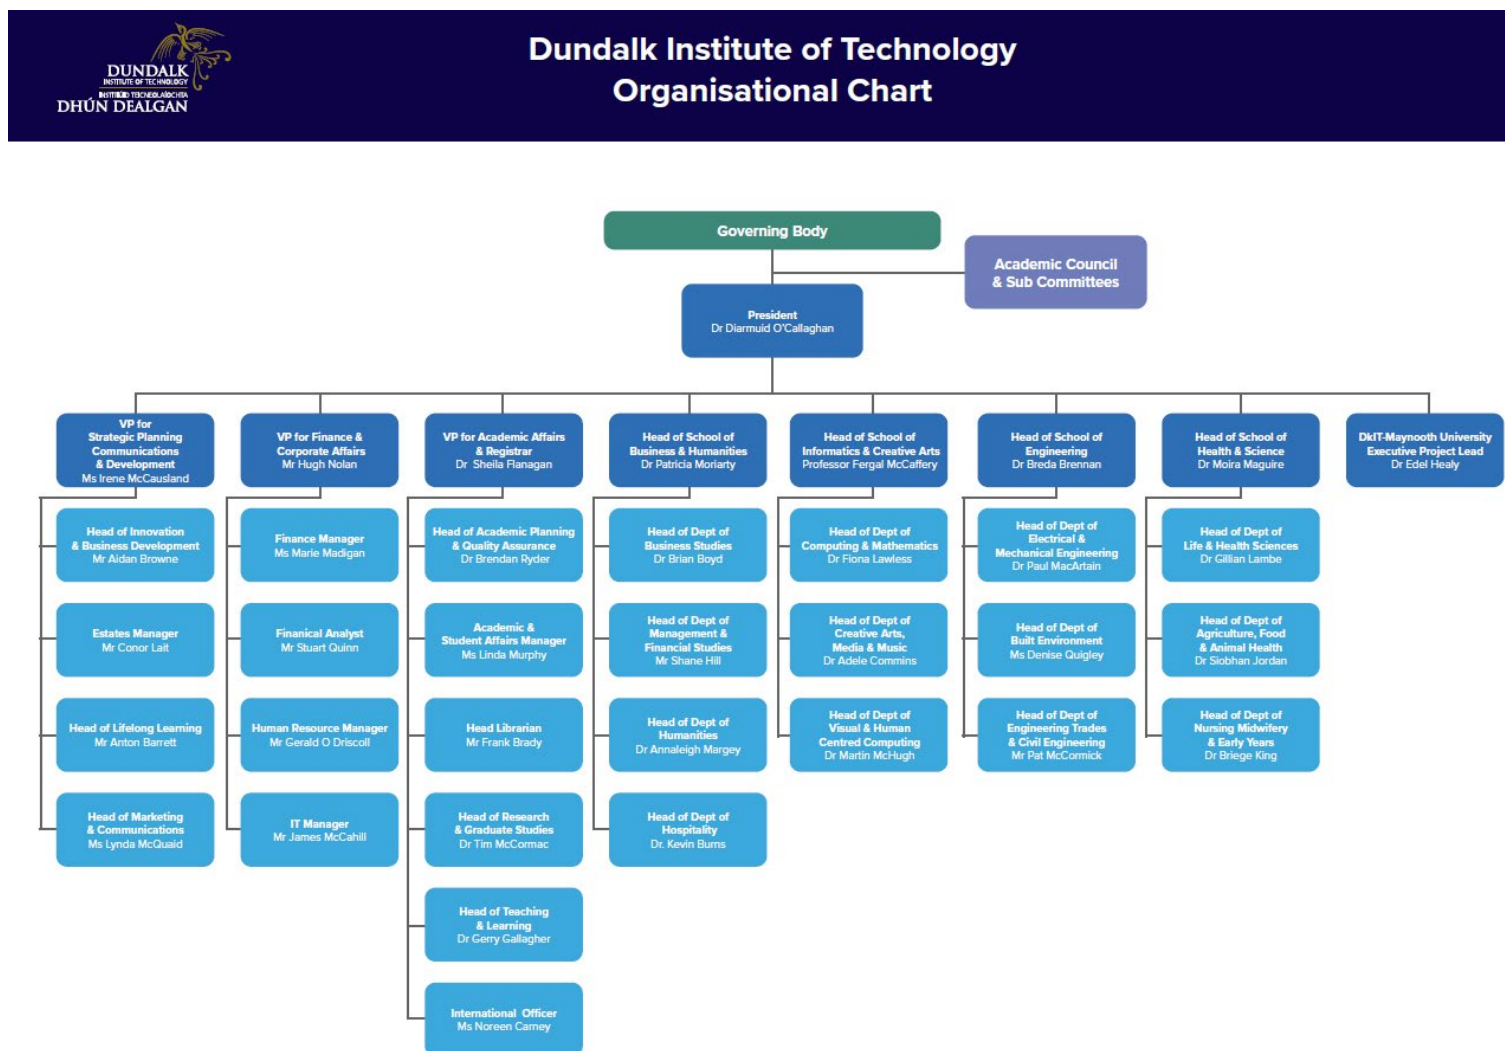 DUNDALK
INSTITUTE OF TECHNOLOGY
INSTITIÚID TEICNEOLAÍOCHTA
DHÚN DEALGAN
Dundalk Institute of Technology
Organisational Chart
Governing Body
Academic Council
& Sub Committees
President
Dr Diarmuid O'Callaghan
VP for
Strategic Planning
Communications
& Development
Ms Irene McCausland
Head of Innovation
& Business Development
Mr Aidan Browne
Estates Manager
Mr Conor Lait
Head of Lifelong Learning
Mr Anton Barrett
Head of Marketing
& Communications
Ms Lynda McQuaid
VP for Finance &
Corporate Affairs
Mr Hugh Nolan
Finance Manager
Ms Marie Madigan
Finanical Analyst
Mr Stuart Quinn
Human Resource Manager
Mr Gerald O Driscoll
IT Manager
Mr James McCahill
VP for Academic Affairs
& Registrar
Dr Sheila Flanagan
Head of Academic Planning
& Quality Assurance
Dr Brendan Ryder
Academic &
Student Affairs Manager
Ms Linda Murphy
Head Librarian
Mr Frank Brady
Head of Research
& Graduate Studies
Dr Tim McCormac
Head of Teaching
& Learning
Dr Gerry Gallagher
International Officer
Ms Noreen Carney
Head of School of
Business & Humanities
Dr Patricia Moriarty
Head of Dept of
Business Studies
Dr Brian Boyd
Head of Dept of
Management &
Financial Studies
Mr Shane Hill
Head of Dept of
Humanities
Dr Annaleigh Margey
Head of Dept of
Hospitality
Dr. Kevin Burns
Head of School of
Informatics & Creative Arts
Professor Fergal McCaffery
Head of Dept of
Computing & Mathematics
Dr Fiona Lawless
Head of Dept of
Creative Arts,
Media & Music
Dr Adele Commins
Head of Dept of
Visual & Human
Centred Computing
Dr Martin McHugh
Head of School of
Engineering
Dr Breda Brennan
Head of Dept of
Electrical &
Mechanical Engineering
Dr Paul MacArtain
Head of Dept of
Built Environment
Ms Denise Quigley
Head of Dept of
Engineering Trades
& Civil Engineering
Mr Pat McCormick
Head of School of
Health & Science
Dr Moira Maguire
Head of Dept of
Life & Health Sciences
Dr Gillian Lambe
Head of Dept of
Agriculture, Food
& Animal Health
Dr Siobhan Jordan
Head of Dept of
Nursing Midwifery
& Early Years
Dr Briege King
DkIT-Maynooth University
Executive Project Lead
Dr Edel Healy